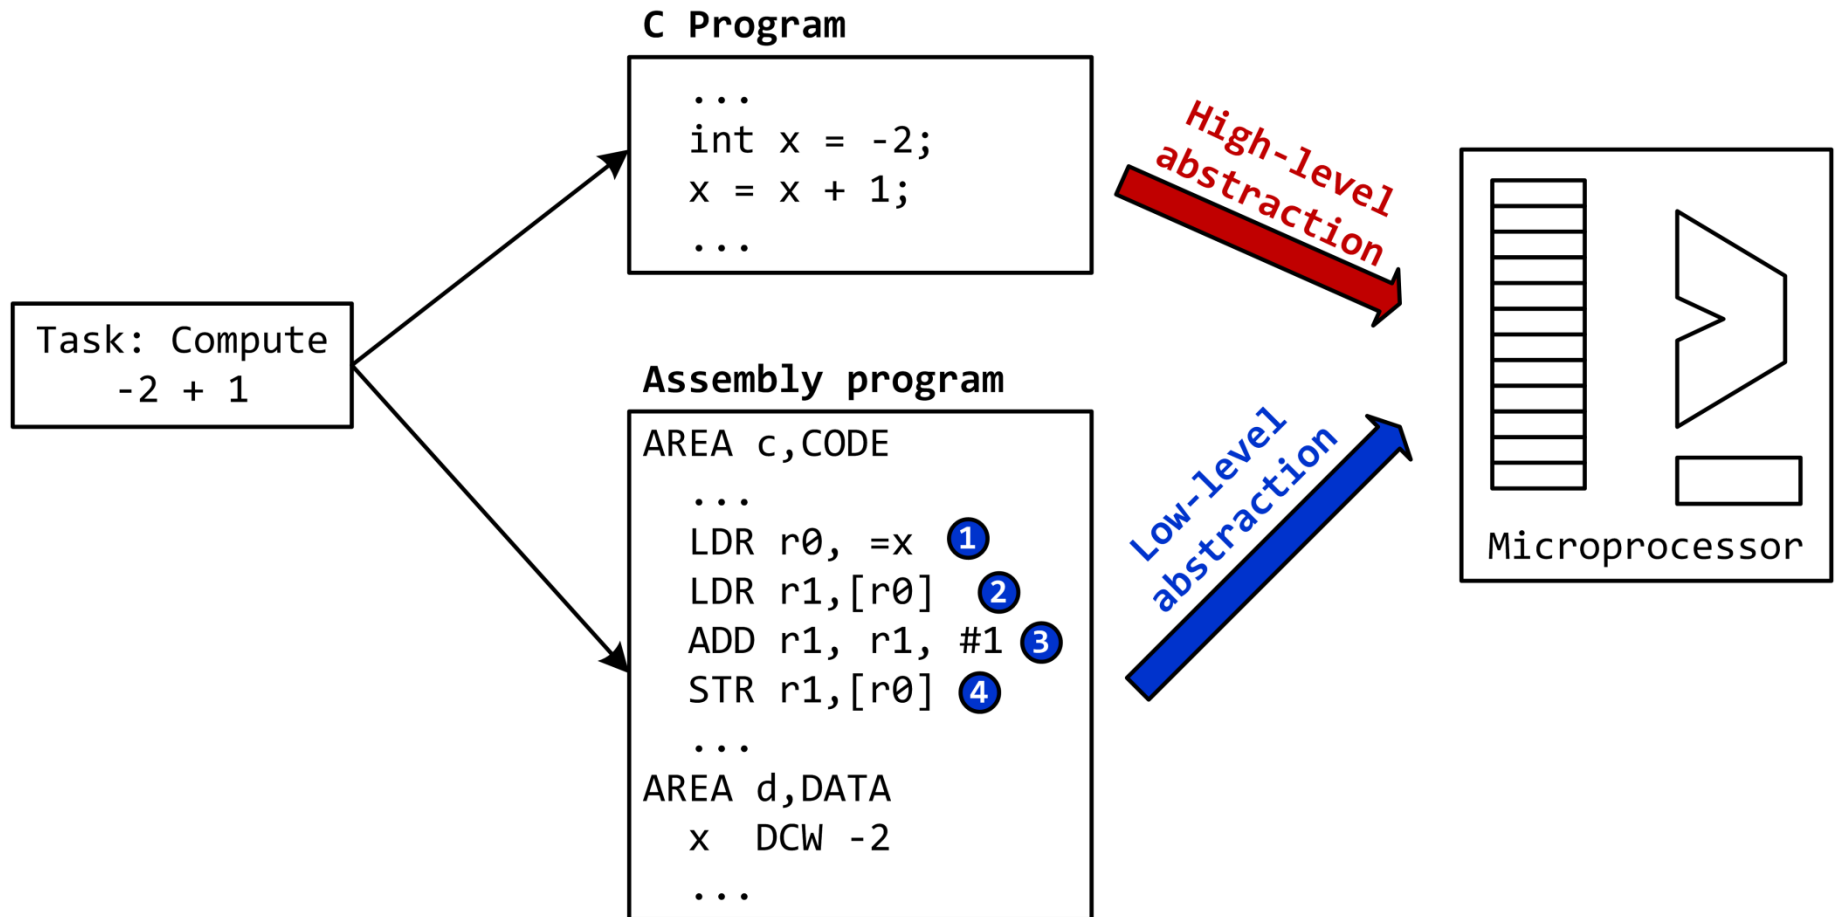 C Program
...
int x = -2;
x = x + 1;
...
High-level
abstraction
Task: Compute
-2 + 1
Assembly program
AREA c,CODE
...
LDR r0, =x 1
LDR r1,[r0] 2
ADD r1, r1, #1 3
STR r1,[r0] 4
...
AREA d,DATA
x DCW -2
...
Low-level
abstraction
Microprocessor